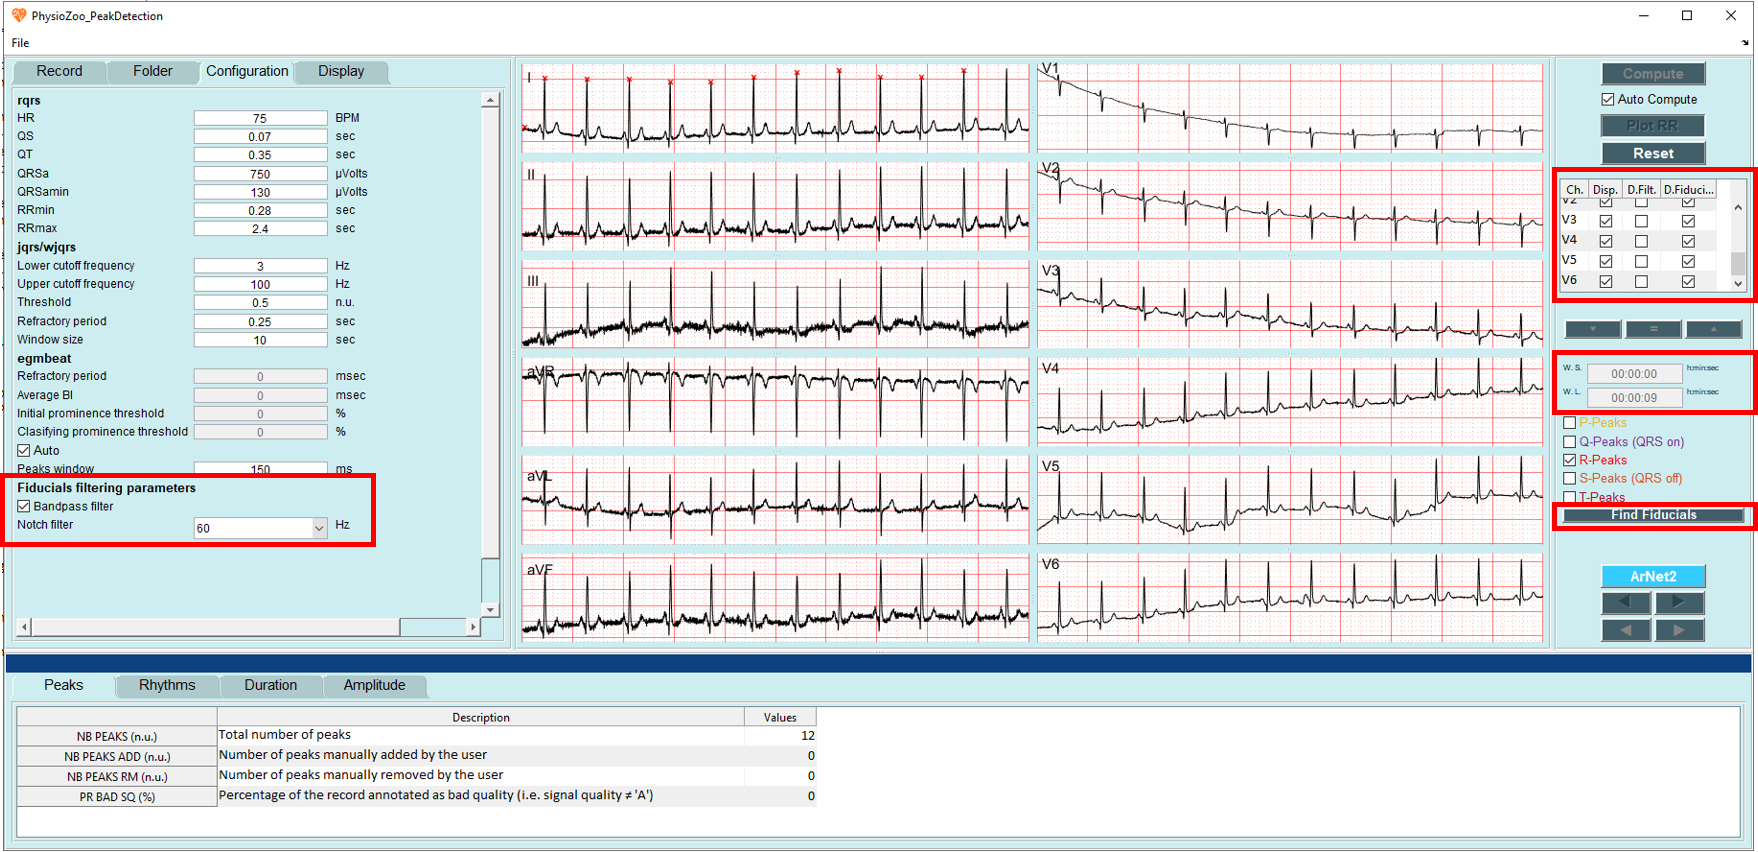 PhysioZoo_PeakDetection
File
Record Folder Configuration Display
rqrs
HR 75 BPM
QS 0.07 sec
QT 0.35 sec
QRSa 750 µVolts
QRSamin 130 µVolts
RRmin 0.28 sec
RRmax 2.4 sec
jqrs/wjqrs
Lower cutoff frequency 3 Hz
Upper cutoff frequency 100 Hz
Threshold 0.5 n.u.
Refractory period 0.25 sec
Window size 10 sec
egmbeat
Refractory period 0 msec
Average BI 0 msec
Initial prominence threshold 0 %
Clasifying prominence threshold 0 %
Auto
Peaks window 150 ms
Fiducials filtering parameters
Bandpass filter
Notch filter 60 Hz
I
II
III
aVR
aVL
aVF
V1
V2
V3
V4
V5
V6
Compute
Auto Compute
Plot RR
Reset
Ch. Disp. D.Filt. D.Fiduci...
V2
V3
V4
V5
V6
=
W. S. 00:00:00 h:min:sec
W. L. 00:00:09 h:min:sec
P-Peaks
Q-Peaks (QRS on)
R-Peaks
S-Peaks (QRS off)
T-Peaks
Find Fiducials
ArNet2
Peaks Rhythms Duration Amplitude
Description Values
NB PEAKS (n.u.) Total number of peaks 12
NB PEAKS ADD (n.u.) Number of peaks manually added by the user 0
NB PEAKS RM (n.u.) Number of peaks manually removed by the user 0
PR BAD SQ (%) Percentage of the record annotated as bad quality (i.e. signal quality ≠ 'A') 0